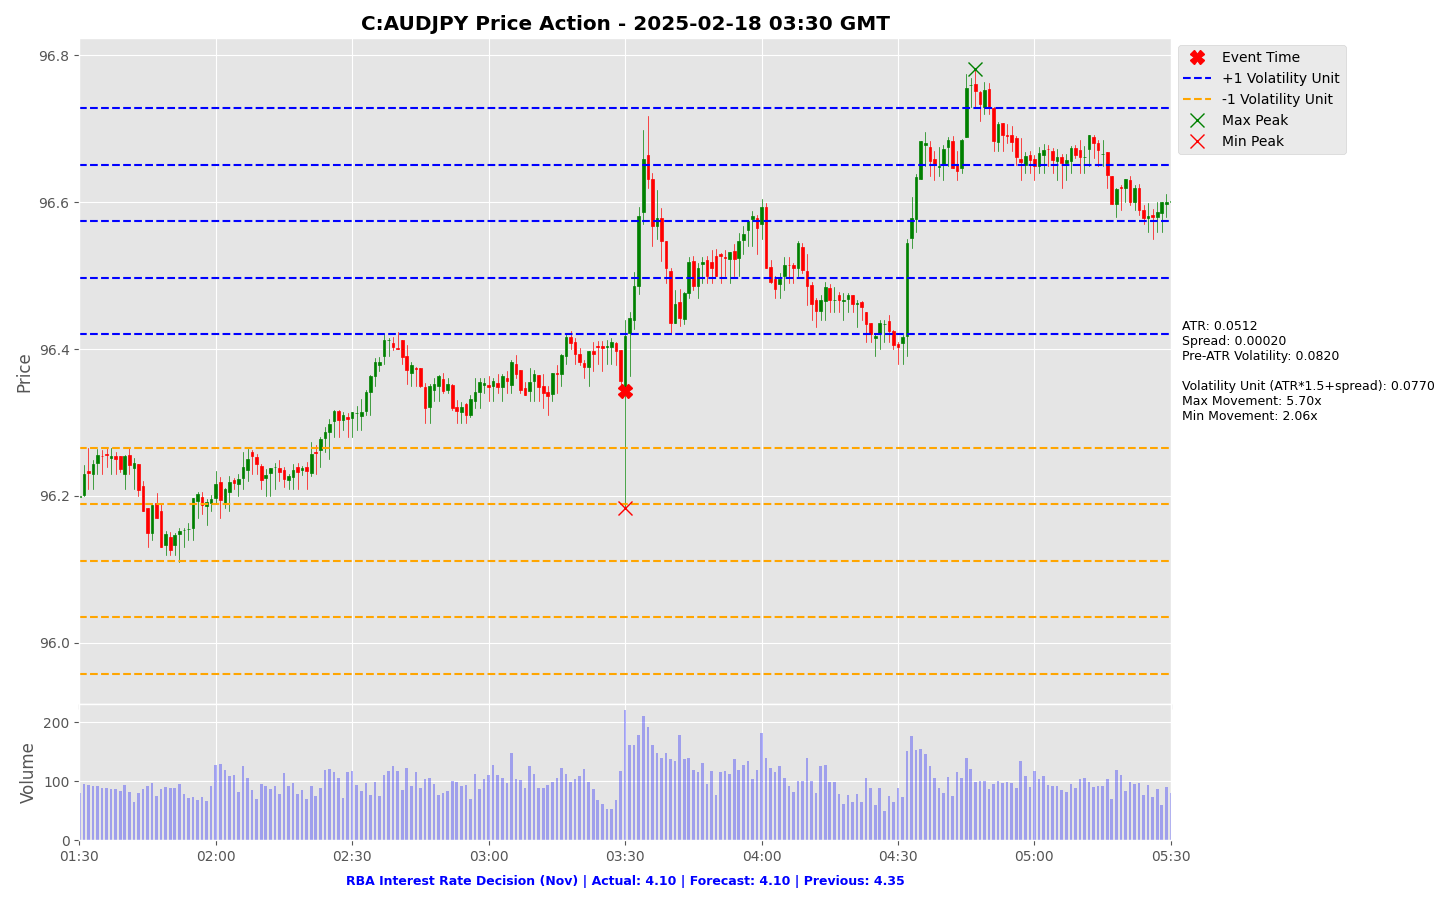 C:AUDJPY Price Action - 2025-02-18 03:30 GMT
96.8
96.6
96.4
96.2
96.0
Price
200
100
0
Volume
01:30 02:00 02:30 03:00 03:30 04:00 04:30 05:00 05:30
RBA Interest Rate Decision (Nov) | Actual: 4.10 | Forecast: 4.10 | Previous: 4.35
Event Time
+1 Volatility Unit
-1 Volatility Unit
Max Peak
Min Peak
ATR: 0.0512
Spread: 0.00020
Pre-ATR Volatility: 0.0820
Volatility Unit (ATR*1.5+spread): 0.0770
Max Movement: 5.70x
Min Movement: 2.06x